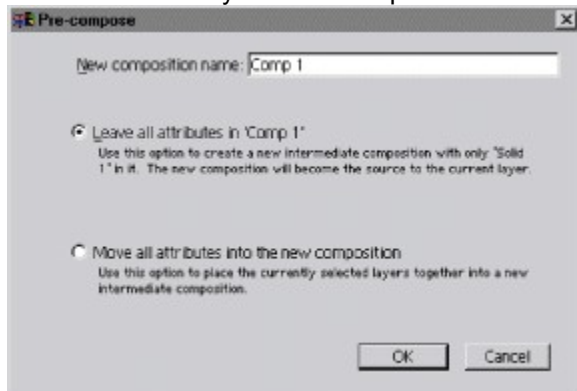 Pre-compose
New composition name: Comp 1
Leave all attributes in 'Comp 1'
Use this option to create a new intermediate composition with only "Solid
1" in it. The new composition will become the source to the current layer.
Move all attributes into the new composition
Use this option to place the currently selected layers together into a new
intermediate composition.
OK Cancel